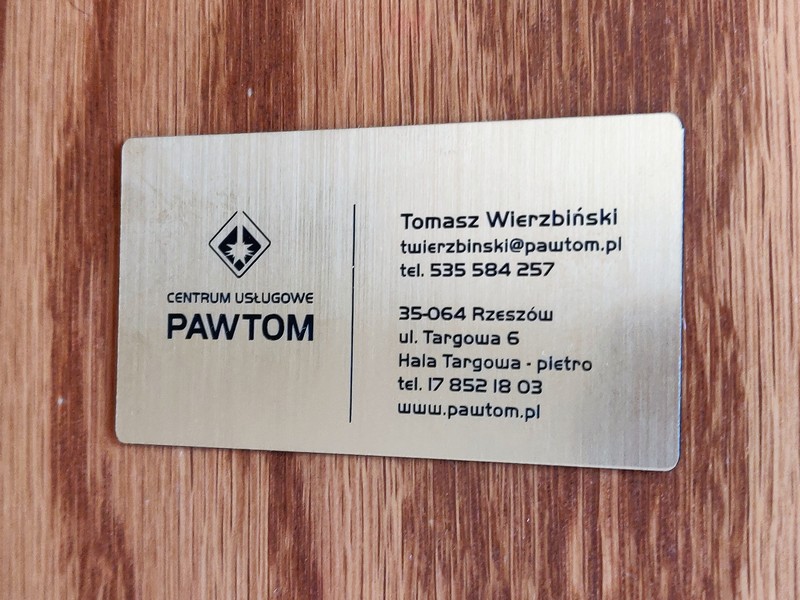 CENTRUM USŁUGOWE
PAWTOM
Tomasz Wierzbiński
twierzbinski@pawtom.pl
tel. 535 584 257
35-064 Rzeszów
ul. Targowa 6
Hala Targowa - pietro
tel. 17 852 18 03
www.pawtom.pl